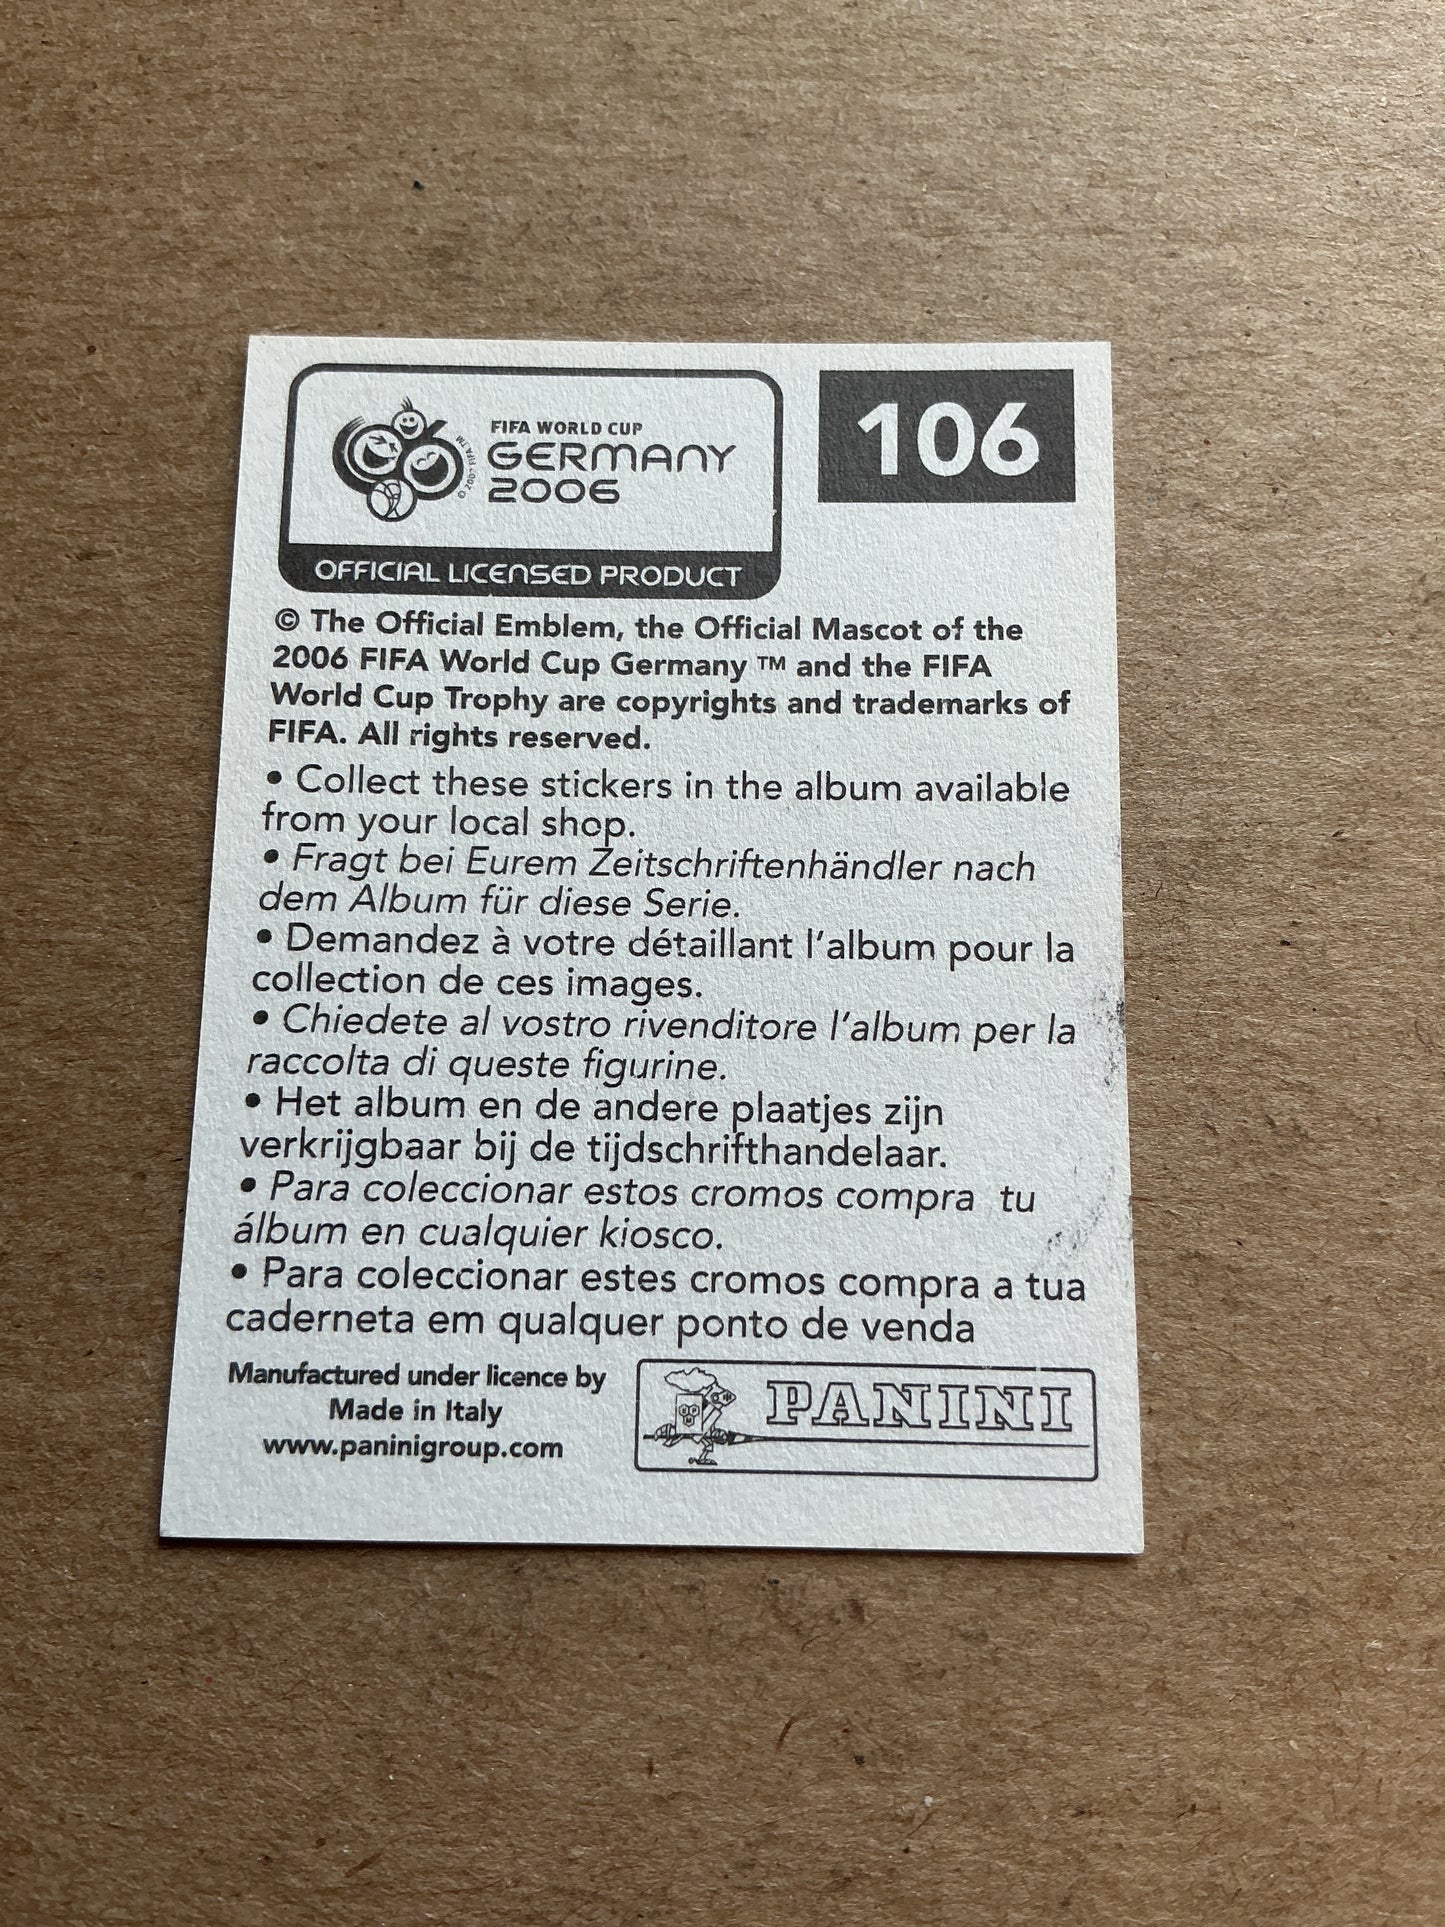 FIFA WORLD CUP
GERMANY
2006
106
OFFICIAL LICENSED PRODUCT
© The Official Emblem, the Official Mascot of the
2006 FIFA World Cup Germany ™ and the FIFA
World Cup Trophy are copyrights and trademarks of
FIFA. All rights reserved.
• Collect these stickers in the album available
from your local shop.
• Fragt bei Eurem Zeitschriftenhändler nach
dem Album für diese Serie.
• Demandez à votre détaillant l'album pour la
collection de ces images.
• Chiedete al vostro rivenditore l'album per la
raccolta di queste figurine.
• Het album en de andere plaatjes zijn
verkrijgbaar bij de tijdschrifthandelaar.
• Para coleccionar estos cromos compra tu
álbum en cualquier kiosco.
• Para coleccionar estes cromos compra a tua
caderneta em qualquer ponto de venda
Manufactured under licence by
Made in Italy
www.paninigroup.com
PANINI